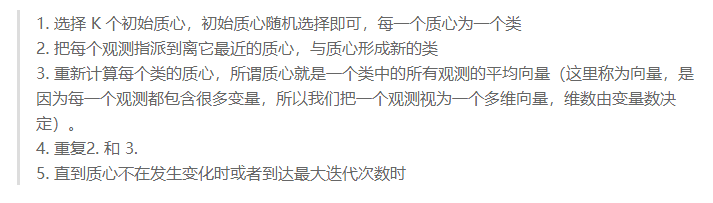 1. 选择 K 个初始质心，初始质心随机选择即可，每一个质心为一个类
2. 把每个观测指派到离它最近的质心，与质心形成新的类
3. 重新计算每个类的质心，所谓质心就是一个类中的所有观测的平均向量（这里称为向量，是
因为每一个观测都包含很多变量，所以我们把一个观测视为一个多维向量，维数由变量数决
定）。
4. 重复2. 和 3.
5. 直到质心不在发生变化时或者到达最大迭代次数时